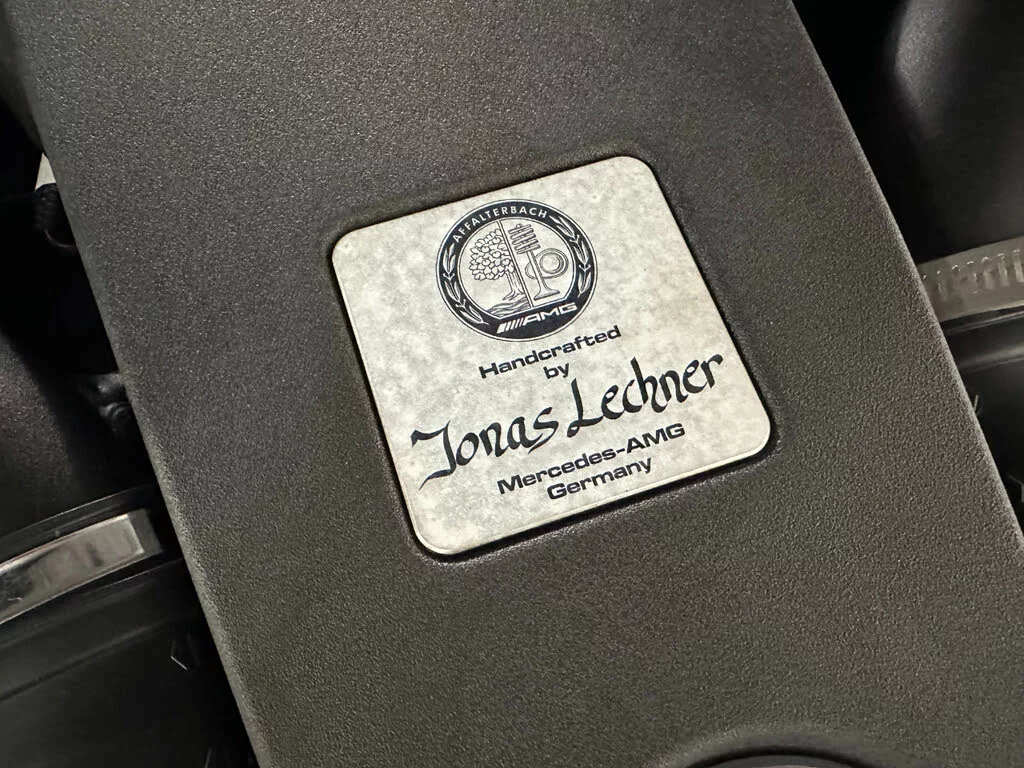 AFFALTERBACH
AMG
Handcrafted
by
Jonas Lechner
Mercedes-AMG
Germany